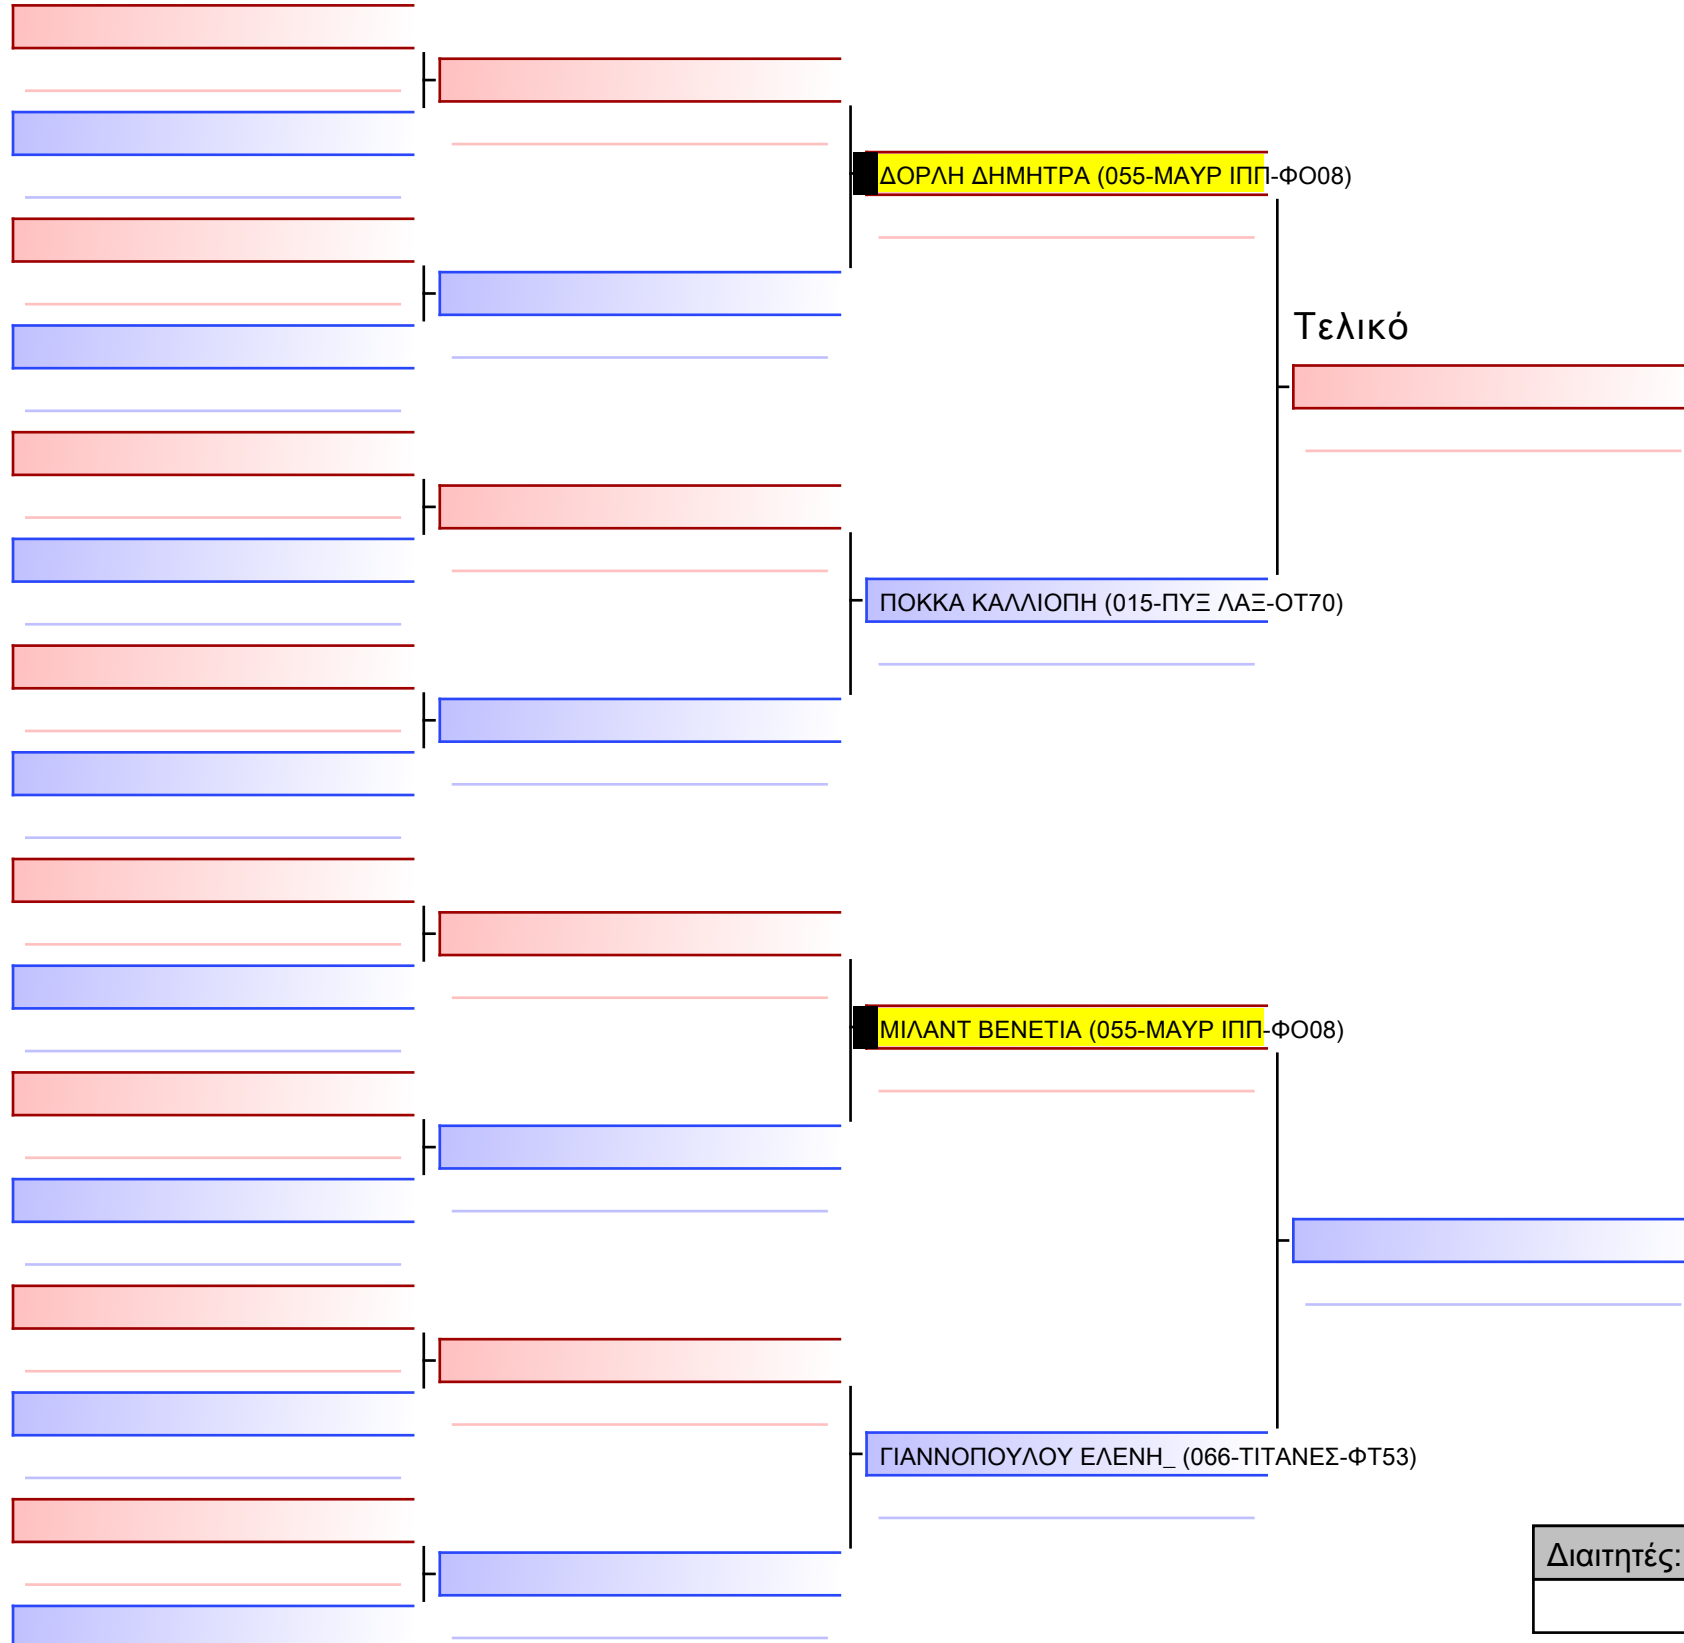 ΔΟΡΛΗ ΔΗΜΗΤΡΑ (055-ΜΑΥΡ ΙΠΠ-ΦΟ08)
Τελικό
ΠΟΚΚΑ ΚΑΛΛΙΟΠΗ (015-ΠΥΞ ΛΑΞ-ΟΤ70)
ΜΙΛΑΝΤ ΒΕΝΕΤΙΑ (055-ΜΑΥΡ ΙΠΠ-ΦΟ08)
ΓΙΑΝΝΟΠΟΥΛΟΥ ΕΛΕΝΗ_ (066-ΤΙΤΑΝΕΣ-ΦΤ53)
Διαιτητές: